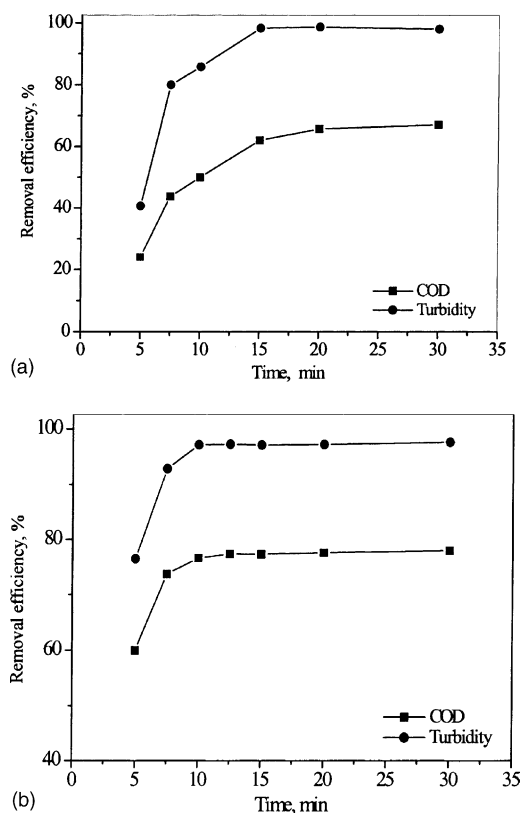 100
80
60
40
20
0
Removal efficiency, %
COD
Turbidity
0 5 10 15 20 25 30 35
Time, min
(a)
100
80
60
40
Removal efficiency, %
COD
Turbidity
0 5 10 15 20 25 30 35
Time, min
(b)